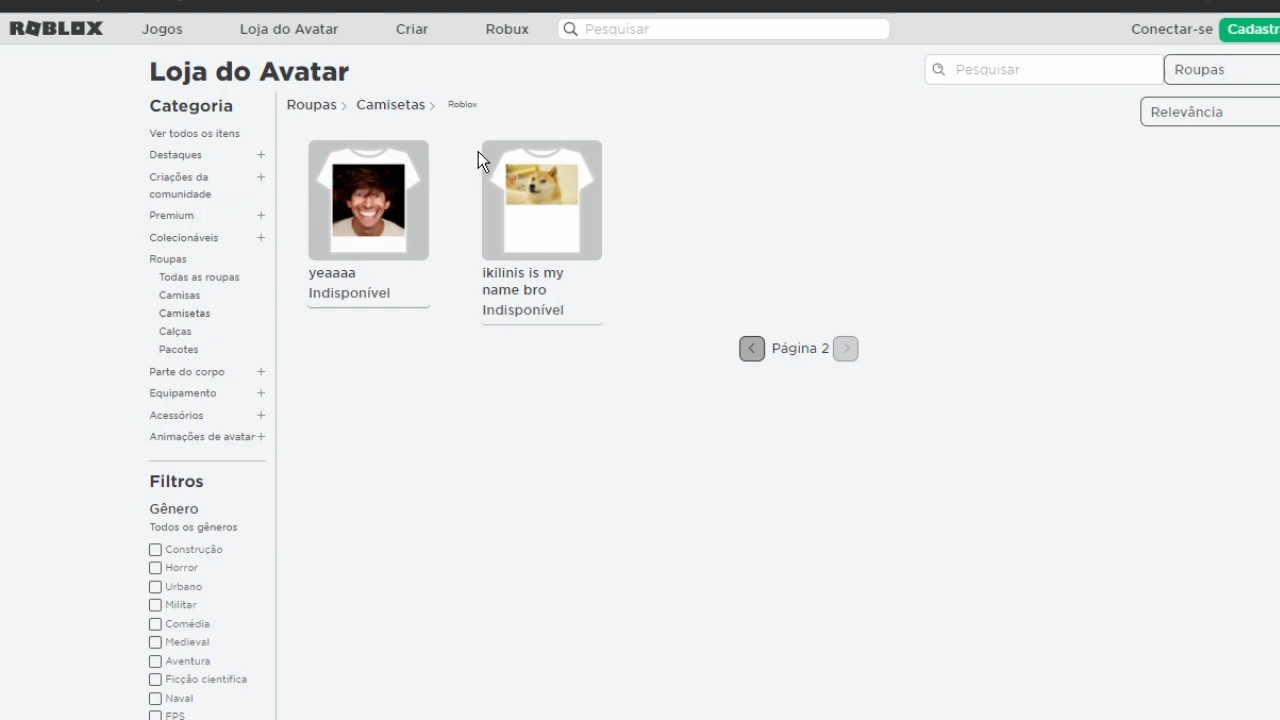 ROBLOX
Jogos
Loja do Avatar
Criar
Robux
Pesquisar
Conectar-se
Cadastr
Loja do Avatar
Pesquisar
Roupas
Categoria
Roupas
Camisetas
Roblox
Relevância
Ver todos os itens
Destaques
Criações da
comunidade
Premium
Colecionáveis
Roupas
Todas as roupas
Camisas
Camisetas
Calças
Pacotes
Parte do corpo
Equipamento
Acessórios
Animações de avatar
yeaaaa
Indisponível
ikilinis is my
name bro
Indisponível
Página 2
Filtros
Gênero
Todos os gêneros
Construção
Horror
Urbano
Militar
Comédia
Medieval
Aventura
Ficção científica
Naval
FPS